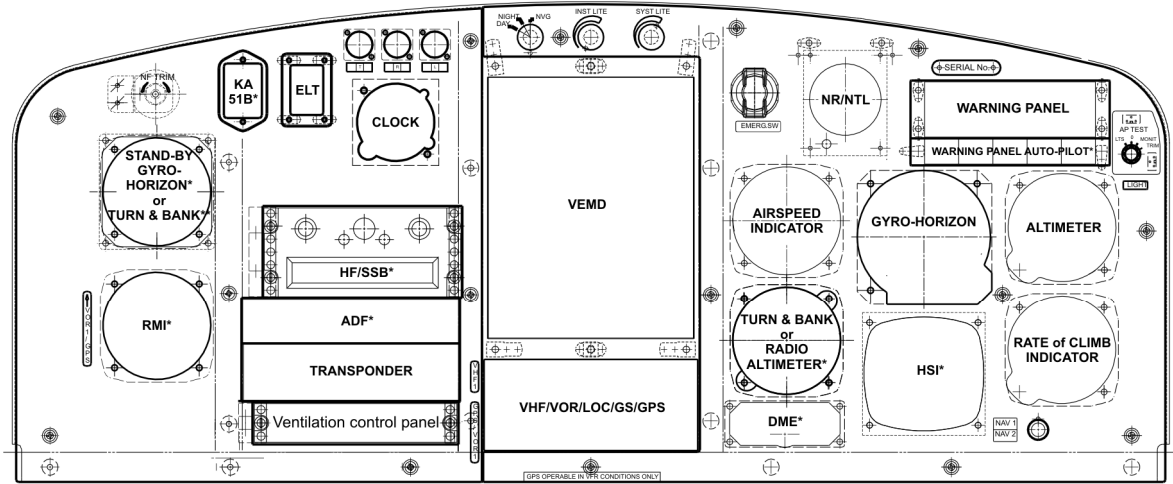 NIGHT
DAY
NVG
INST LITE
SYST LITE
NF TRIM
KA
51B*
ELT
T
R
L
CLOCK
EMERG.SW
NR/NTL
SERIAL No.
WARNING PANEL
WARNING PANEL AUTO-PILOT*
AP TEST
LTS
0
MONIT
TRIM
LIGHT
STAND-BY
GYRO-
HORIZON*
or
TURN & BANK**
VEMD
AIRSPEED
INDICATOR
GYRO-HORIZON
ALTIMETER
HF/SSB*
VOR1/GPS
RMI*
ADF*
TRANSPONDER
Ventilation control panel
VHF1
VHF/VOR/LOC/GS/GPS
TURN & BANK
or
RADIO
ALTIMETER*
HSI*
RATE of CLIMB
INDICATOR
DME*
NAV 1
NAV 2
GPS OPERABLE IN VFR CONDITIONS ONLY